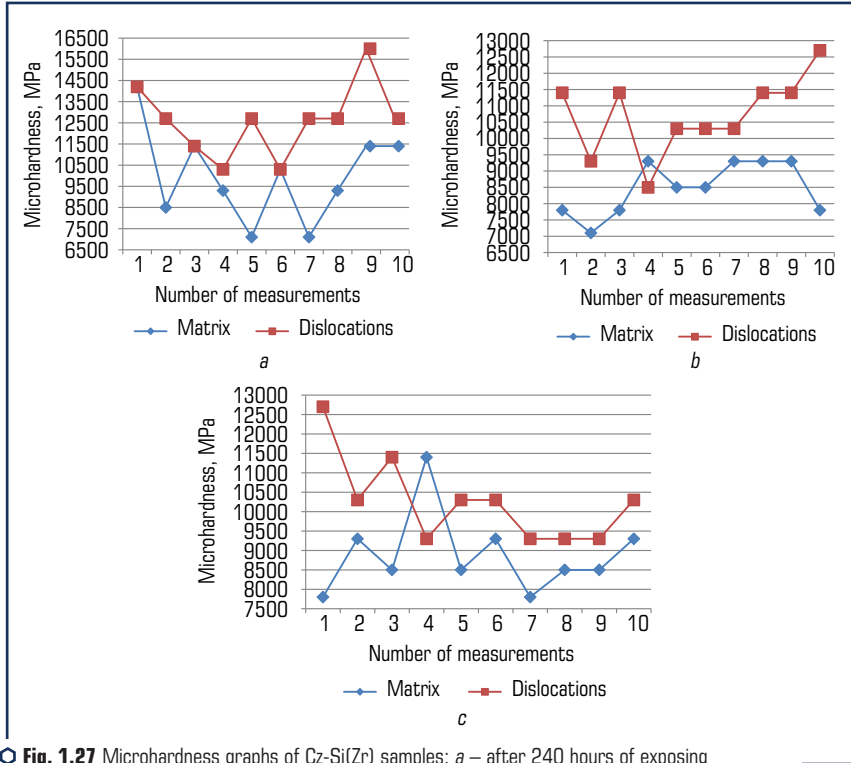 16500
15500
14500
13500
12500
11500
10500
9500
8500
7500
6500
Microhardness, MPa
1 2 3 4 5 6 7 8 9 10
Number of measurements
Matrix Dislocations
a
13000
12500
12000
11500
11000
10500
10000
9500
9000
8500
8000
7500
7000
6500
Microhardness, MPa
1 2 3 4 5 6 7 8 9 10
Number of measurements
Matrix Dislocations
b
13000
12500
12000
11500
11000
10500
10000
9500
9000
8500
8000
7500
Microhardness, MPa
1 2 3 4 5 6 7 8 9 10
Number of measurements
Matrix Dislocations
c
Fig. 1.27 Microhardness graphs of Cz-Si(Zr) samples: a – after 240 hours of exposing